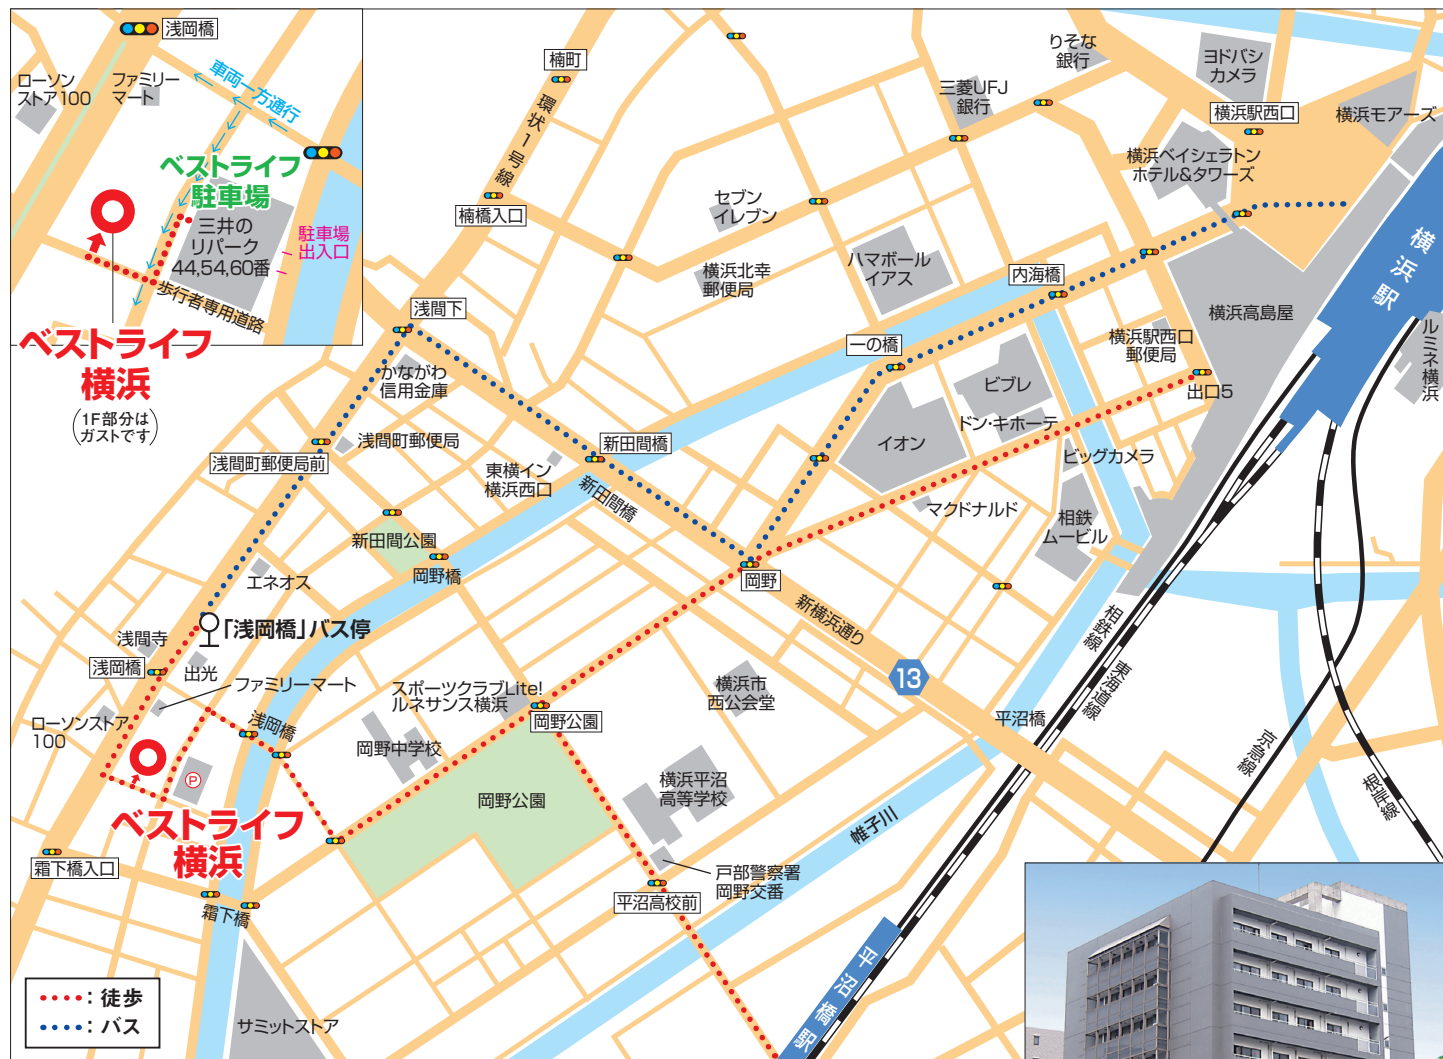 浅岡橋
ローソン
ストア100
ファミリー
マート
車両一方通行
ベストライフ
駐車場
三井の
リパーク
44,54,60番
駐車場
出入口
歩行者専用道路
ベストライフ
横浜
(1F部分は
ガストです)
楠町
環状1号線
楠橋入口
りそな
銀行
ヨドバシ
カメラ
三菱UFJ
銀行
横浜駅西口
横浜モアーズ
横浜ベイシェラトン
ホテル&タワーズ
セブン
イレブン
横浜北幸
郵便局
ハマボール
イアス
内海橋
横浜高島屋
横浜駅
ルミネ横浜
浅間下
一の橋
横浜駅西口
郵便局
かながわ
信用金庫
ビブレ
出口5
ドン・キホーテ
イオン
浅間町郵便局
浅間町郵便局前
新田間橋
東横イン
横浜西口
新田間橋
ビッグカメラ
マクドナルド
相鉄
ムービル
新田間公園
岡野橋
エネオス
岡野
新横浜通り
相鉄線
東海道線
「浅岡橋」バス停
浅間寺
浅岡橋
出光
ファミリーマート
13
平沼橋
スポーツクラブLite!
ルネサンス横浜
横浜市
西公会堂
ローソンストア
100
浅岡橋
岡野公園
岡野中学校
京急線
根岸線
P
岡野公園
横浜平沼
高等学校
帷子川
ベストライフ
横浜
霜下橋入口
戸部警察署
岡野交番
平沼高校前
霜下橋
平沼橋駅
：徒歩
：バス
サミットストア